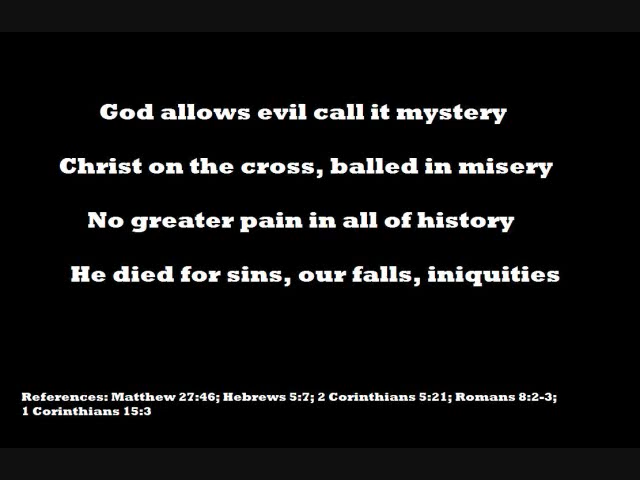 God allows evil call it mystery
Christ on the cross, balled in misery
No greater pain in all of history
He died for sins, our falls, iniquities
References: Matthew 27:46; Hebrews 5:7; 2 Corinthians 5:21; Romans 8:2-3;
1 Corinthians 15:3